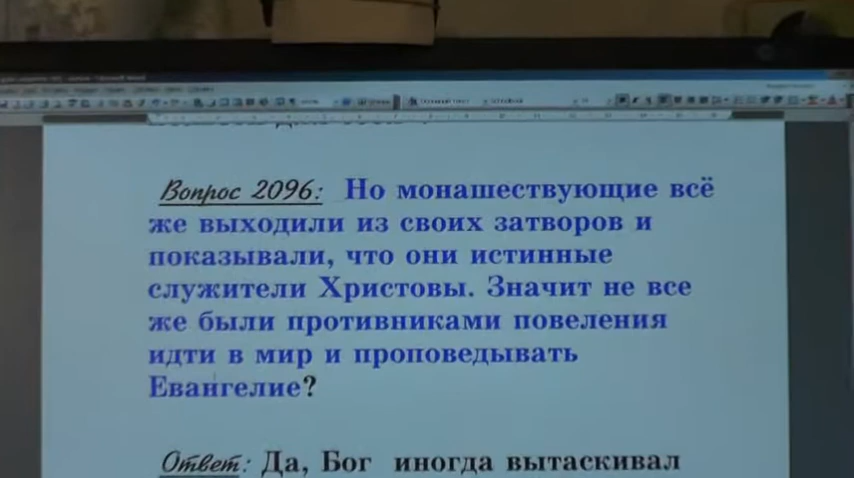 Вопрос 2096: Но монашествующие всё
же выходили из своих затворов и
показывали, что они истинные
служители Христовы. Значит не все
же были противниками повеления
идти в мир и проповедывать
Евангелие?
Ответ: Да, Бог иногда вытаскивал